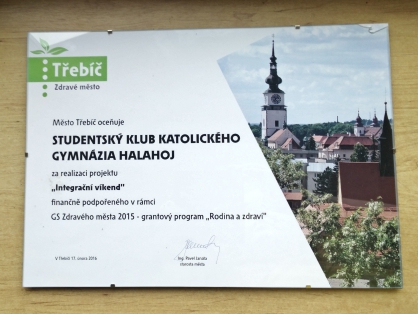 Třebíč
Zdravé město
Město Třebíč oceňuje
STUDENTSKÝ KLUB KATOLICKÉHO
GYMNÁZIA HALAHOJ
za realizaci projektu
„Integrační víkend"
finančně podpořeného v rámci
GS Zdravého města 2015 - grantový program „Rodina a zdraví"
V Třebíči 17. února 2016
Ing. Pavel Janata
starosta města